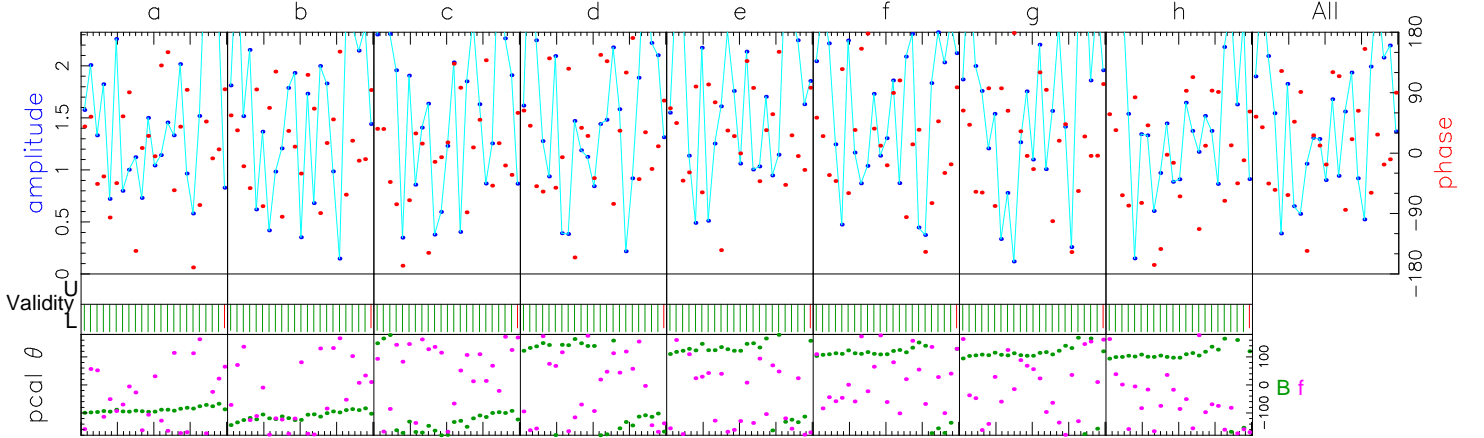 a b c d e f g h All
amplitude
0 0.5 1 1.5 2
180 90 0 −90 −180
phase
Validity
U
L
pcal θ
100 0 −100
B f